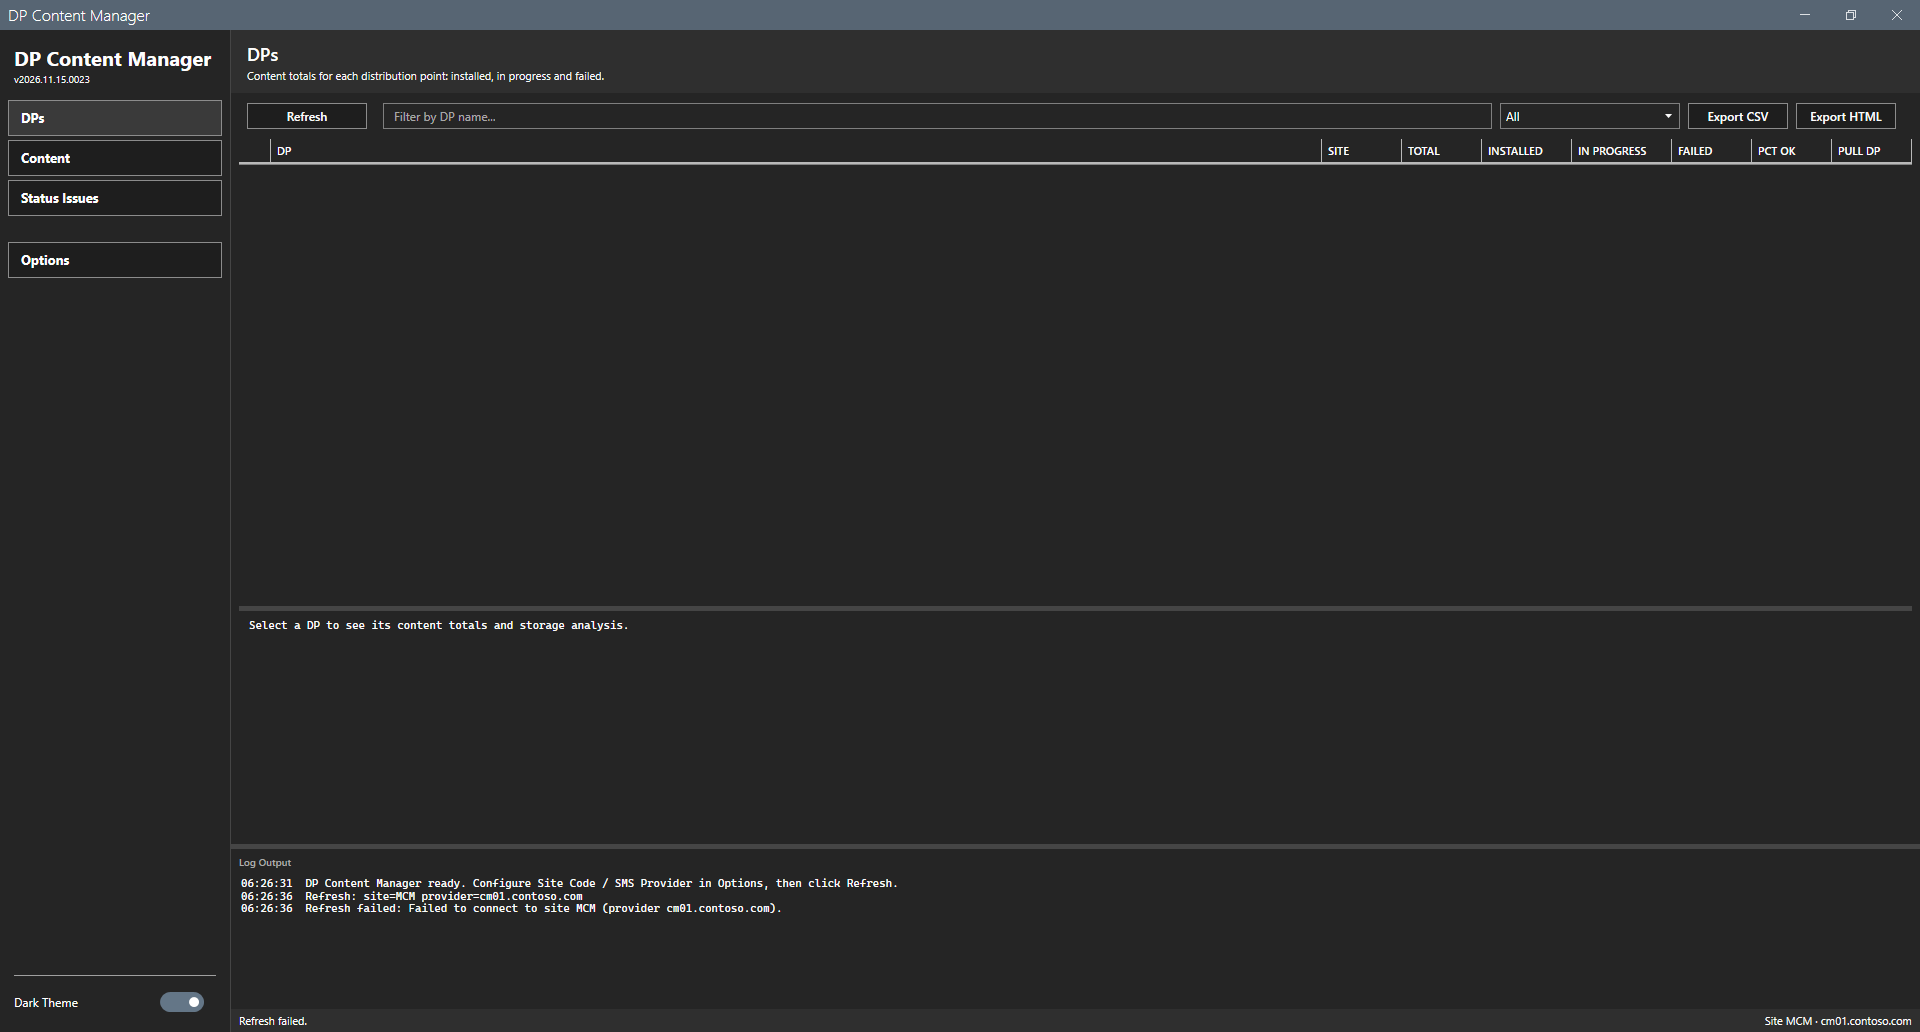 DP Content Manager
DP Content Manager
v2026.11.15.0023
DPs
Content
Status Issues
Options
Dark Theme
DPs
Content totals for each distribution point: installed, in progress and failed.
Refresh
Filter by DP name...
All
Export CSV
Export HTML
DP SITE TOTAL INSTALLED IN PROGRESS FAILED PCT OK PULL DP
Select a DP to see its content totals and storage analysis.
Log Output
06:26:31 DP Content Manager ready. Configure Site Code / SMS Provider in Options, then click Refresh.
06:26:36 Refresh: site=MCM provider=cm01.contoso.com
06:26:36 Refresh failed: Failed to connect to site MCM (provider cm01.contoso.com).
Refresh failed.
Site MCM · cm01.contoso.com